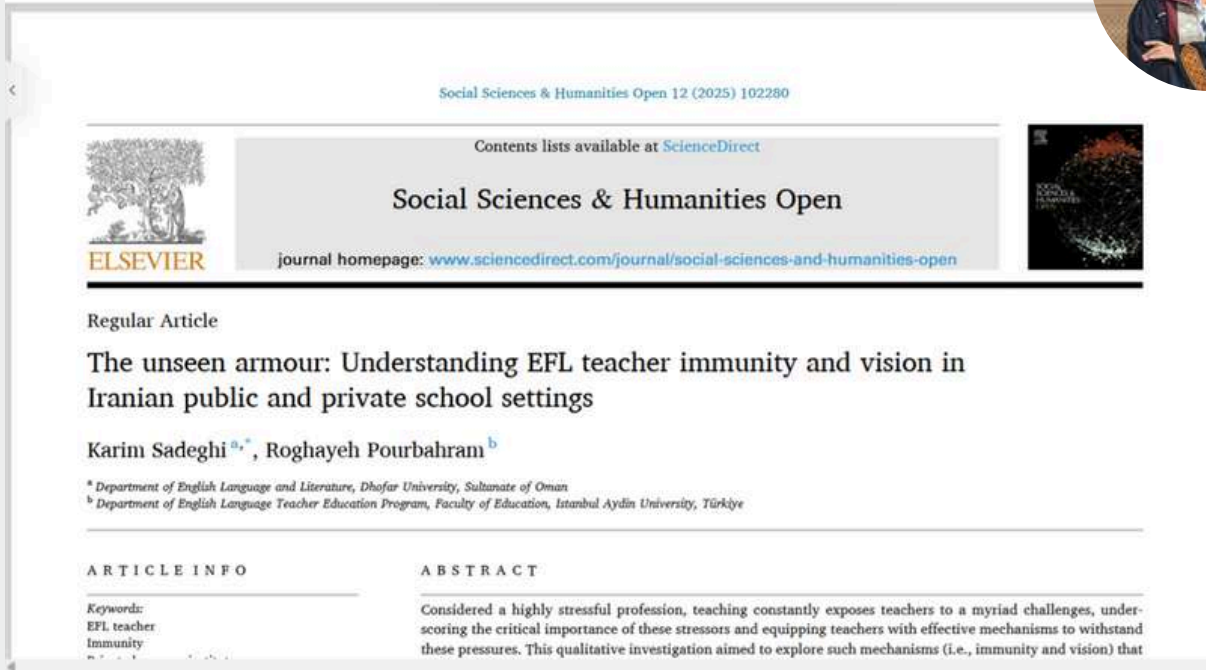 Social Sciences & Humanities Open 12 (2025) 102280
Contents lists available at ScienceDirect
Social Sciences & Humanities Open
journal homepage: www.sciencedirect.com/journal/social-sciences-and-humanities-open
ELSEVIER
SOCIAL
SCIENCES &
HUMANITIES
OPEN
Regular Article
The unseen armour: Understanding EFL teacher immunity and vision in
Iranian public and private school settings
Karim Sadeghi a,*, Roghayeh Pourbahram b
a Department of English Language and Literature, Dhofar University, Sultanate of Oman
b Department of English Language Teacher Education Program, Faculty of Education, Istanbul Aydin University, Türkiye
ARTICLE INFO
Keywords:
EFL teacher
Immunity
ABSTRACT
Considered a highly stressful profession, teaching constantly exposes teachers to a myriad challenges, under-
scoring the critical importance of these stressors and equipping teachers with effective mechanisms to withstand
these pressures. This qualitative investigation aimed to explore such mechanisms (i.e., immunity and vision) that